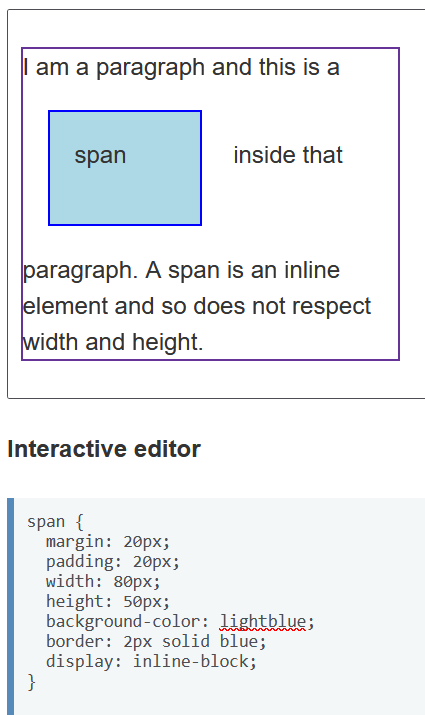 I am a paragraph and this is a
span inside that
paragraph. A span is an inline
element and so does not respect
width and height.
Interactive editor
span {
  margin: 20px;
  padding: 20px;
  width: 80px;
  height: 50px;
  background-color: lightblue;
  border: 2px solid blue;
  display: inline-block;
}